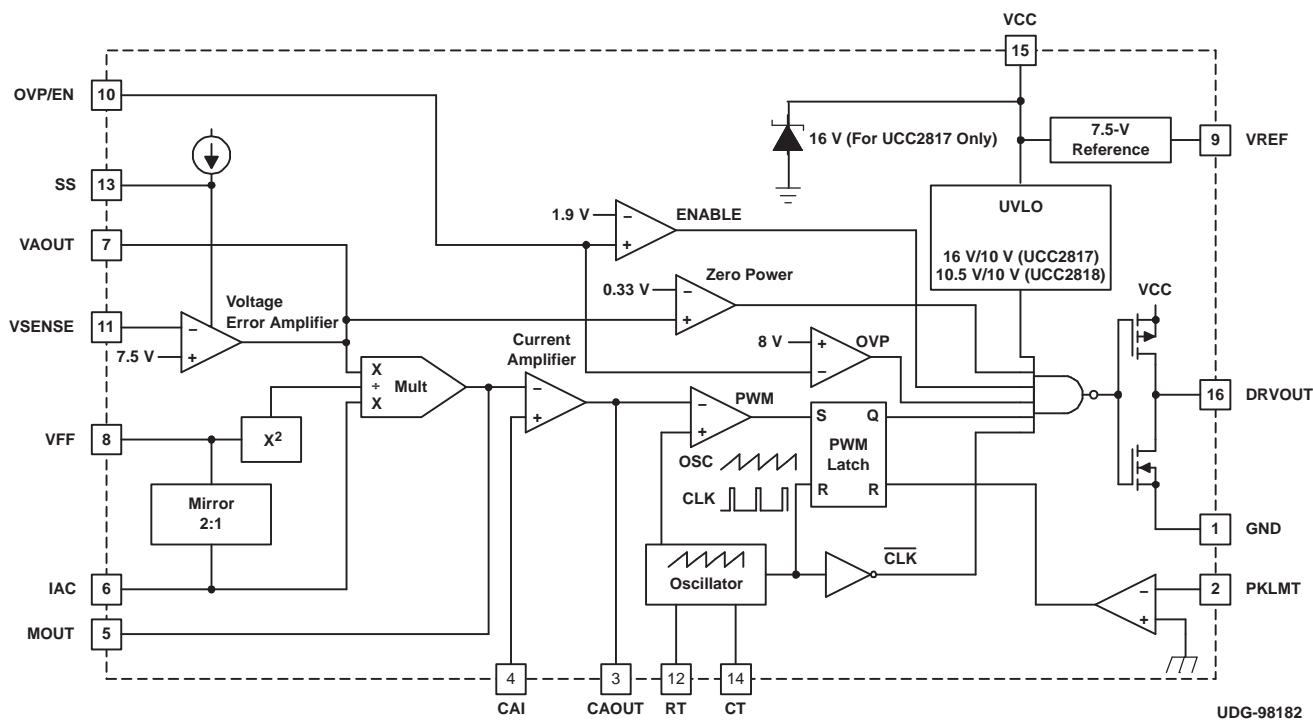 VCC
15
OVP/EN
10
16 V (For UCC2817 Only)
7.5-V
Reference
9
VREF
SS
13
1.9 V
–
+
ENABLE
UVLO
16 V/10 V (UCC2817)
10.5 V/10 V (UCC2818)
VAOUT
7
0.33 V
–
+
Zero Power
VCC
VSENSE
11
7.5 V
–
+
Voltage
Error Amplifier
8 V
+
–
OVP
Current
Amplifier
–
+
X
÷
X
Mult
PWM
–
+
16
DRVOUT
VFF
8
X2
S
Q
PWM
Latch
R
R
OSC
CLK
Mirror
2:1
1
GND
Oscillator
CLK
IAC
6
2
PKLMT
–
+
MOUT
5
4
3
12
14
CAI
CAOUT
RT
CT
UDG-98182